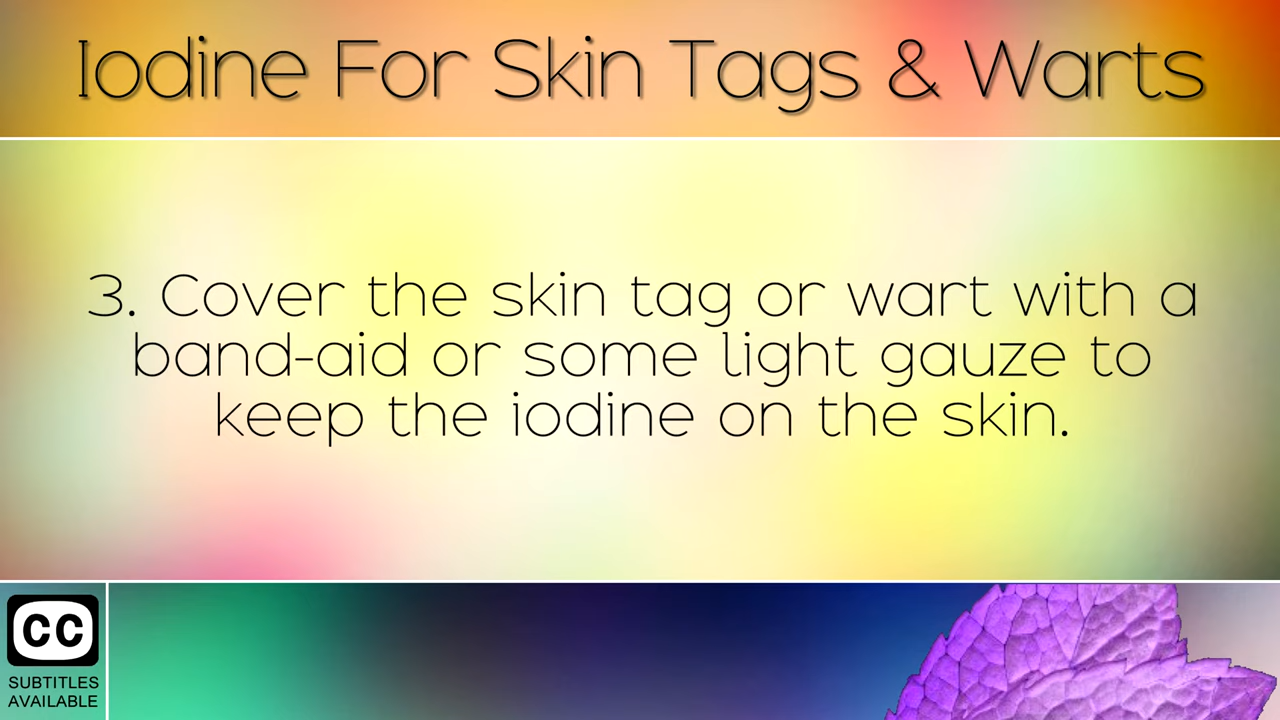 Iodine For Skin Tags & Warts
3. Cover the skin tag or wart with a
band-aid or some light gauze to
keep the iodine on the skin.
CC
SUBTITLES
AVAILABLE